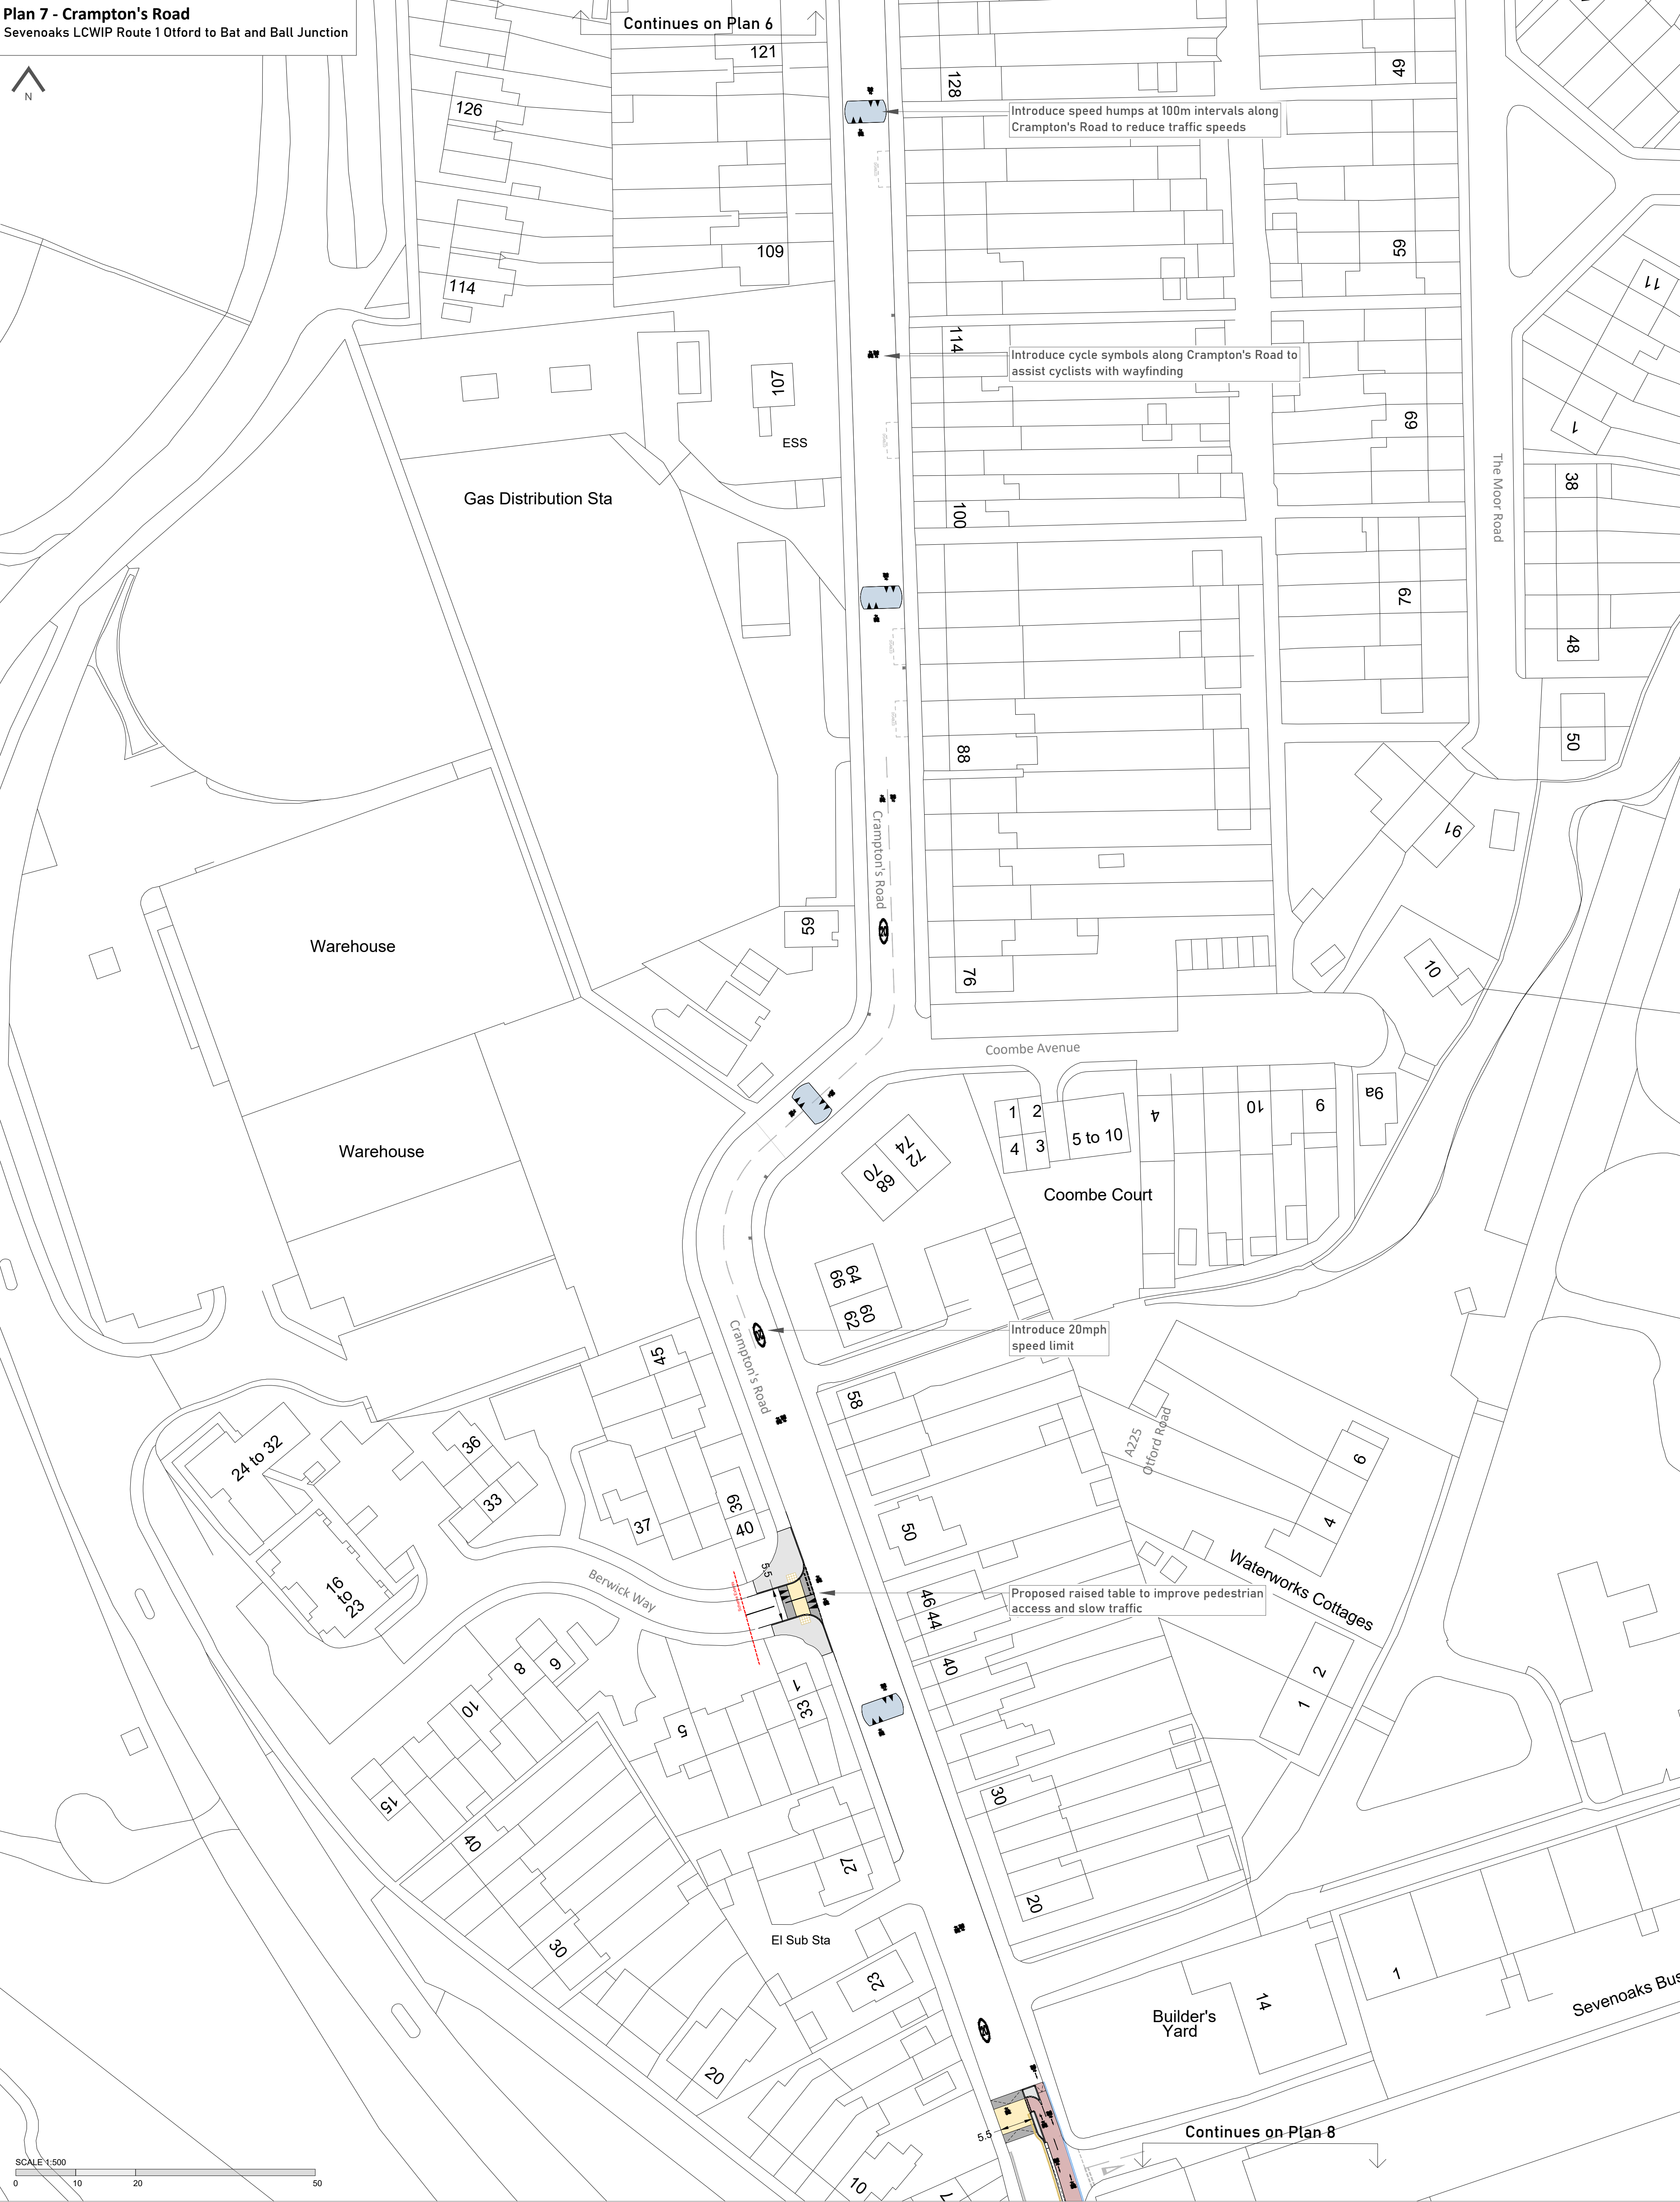 Plan 7 - Crampton's Road
Sevenoaks LCWIP Route 1 Otford to Bat and Ball Junction
N
Continues on Plan 6
121
128
49
126
Introduce speed humps at 100m intervals along
Crampton's Road to reduce traffic speeds
109
59
114
11
114
Introduce cycle symbols along Crampton's Road to
assist cyclists with wayfinding
107
69
1
ESS
The Moor Road
38
Gas Distribution Sta
100
79
48
50
88
91
Crampton's Road
59
Warehouse
76
10
Coombe Avenue
1 2
4 3
5 to 10
4
10
9
9a
72
74
68
70
Warehouse
Coombe Court
64
66
60
62
Introduce 20mph
speed limit
45
Crampton's Road
58
A225
Otford Road
24 to 32
36
33
39
40
37
50
6
4
5.5
Berwick Way
16
to
23
Proposed raised table to improve pedestrian
access and slow traffic
Waterworks Cottages
46
44
40
8
9
1
33
2
1
10
5
15
30
40
27
20
30
El Sub Sta
23
14
1
Builder's
Yard
Sevenoaks Bus
20
5.5
Continues on Plan 8
10
7
SCALE 1:500
0 10 20 50